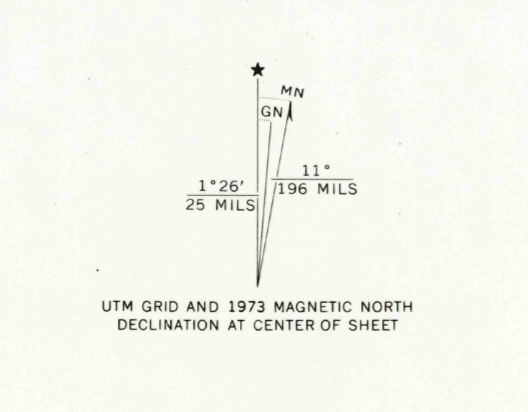 ★
MN
GN
1°26′
25 MILS
11°
196 MILS
UTM GRID AND 1973 MAGNETIC NORTH
DECLINATION AT CENTER OF SHEET